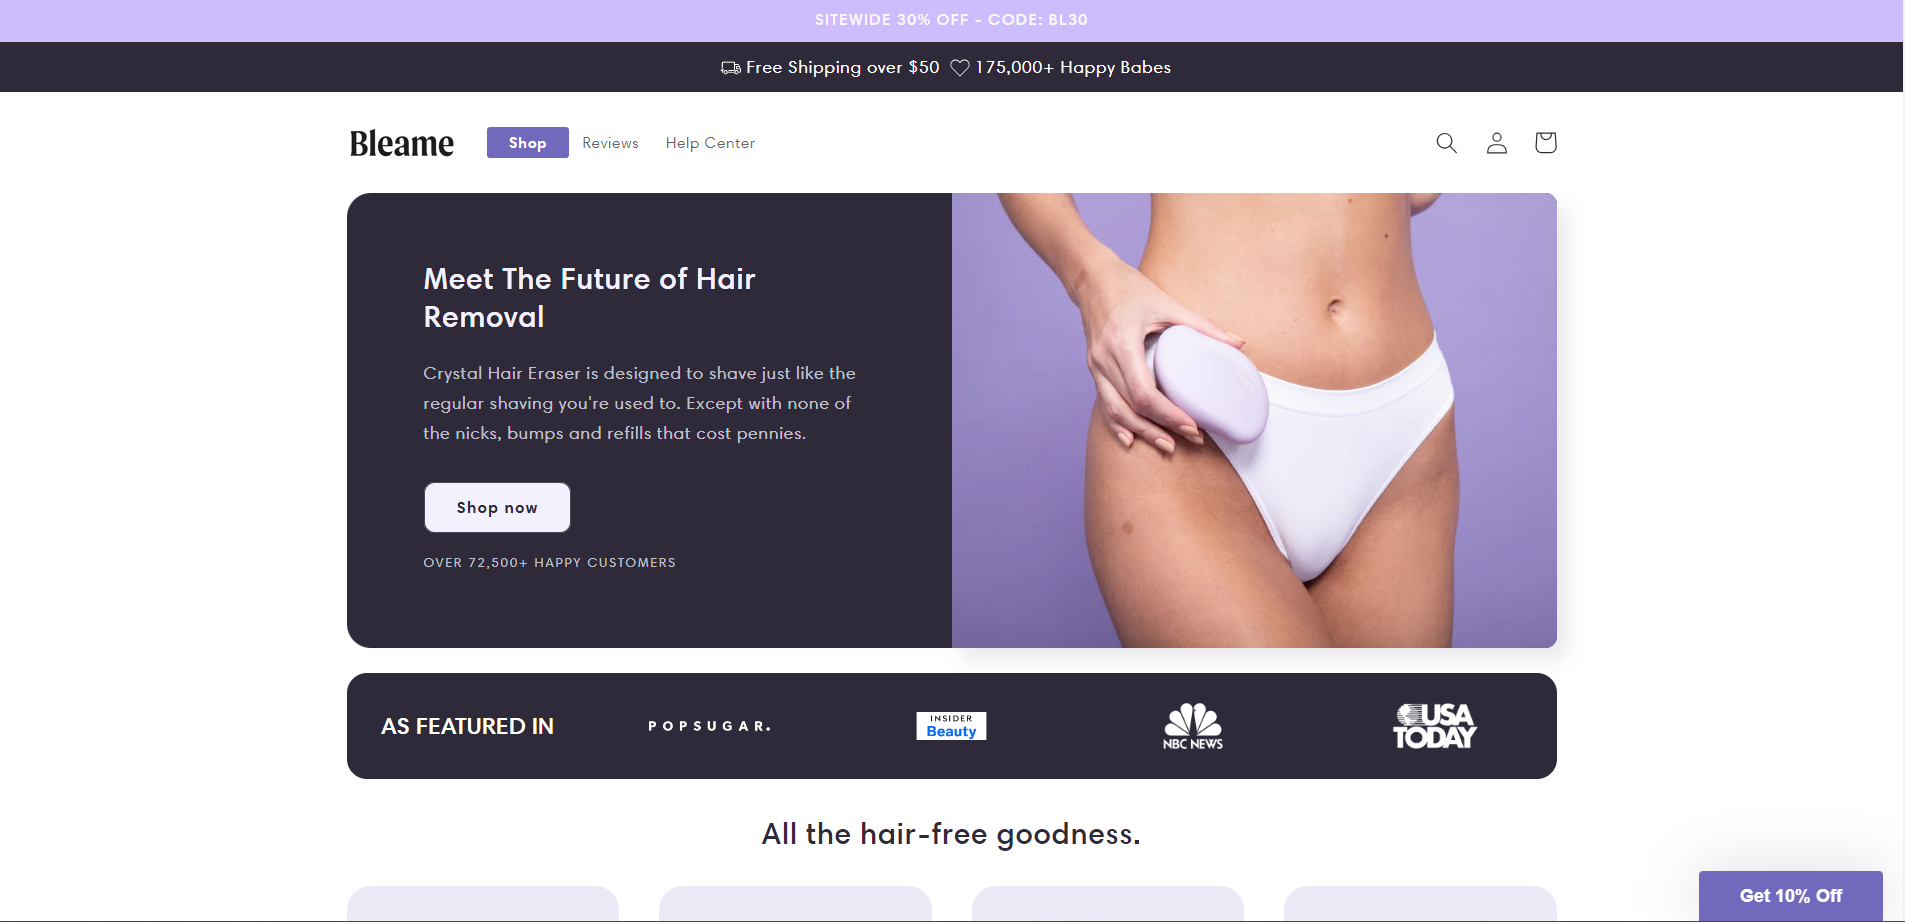 SITEWIDE 30% OFF - CODE: BL30
Free Shipping over $50 175,000+ Happy Babes
Bleame Shop Reviews Help Center
Meet The Future of Hair
Removal
Crystal Hair Eraser is designed to shave just like the
regular shaving you're used to. Except with none of
the nicks, bumps and refills that cost pennies.
Shop now
OVER 72,500+ HAPPY CUSTOMERS
AS FEATURED IN
POPSUGAR.
INSIDER
Beauty
NBC NEWS
USA
TODAY
All the hair-free goodness.
Get 10% Off